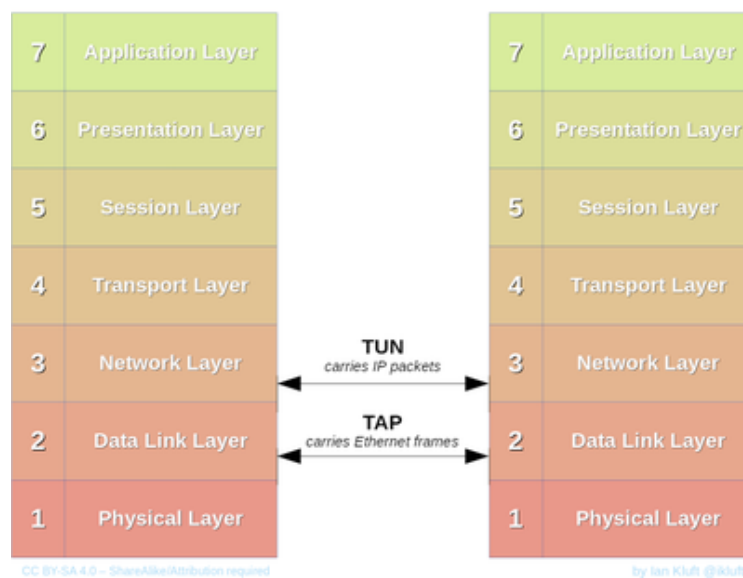 7 Application Layer
6 Presentation Layer
5 Session Layer
4 Transport Layer
3 Network Layer
2 Data Link Layer
1 Physical Layer
TUN
carries IP packets
TAP
carries Ethernet frames
7 Application Layer
6 Presentation Layer
5 Session Layer
4 Transport Layer
3 Network Layer
2 Data Link Layer
1 Physical Layer
CC BY-SA 4.0 – ShareAlike/Attribution required
by Ian Kluft @ikluft